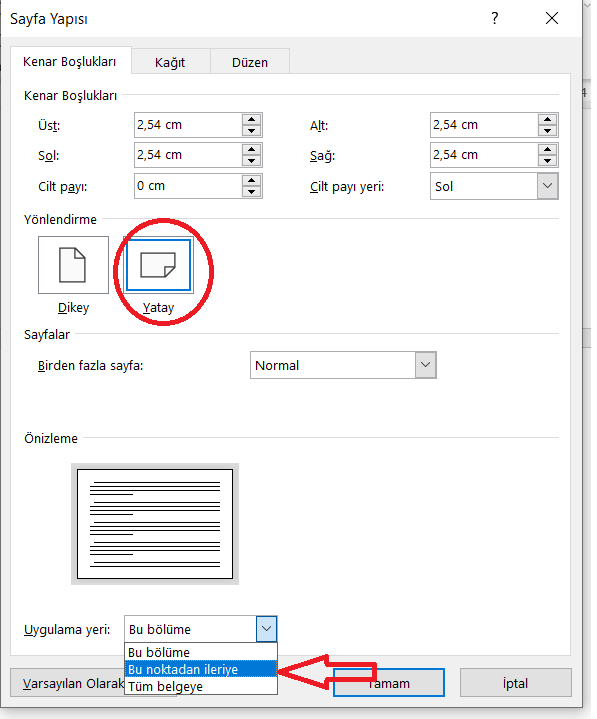 Sayfa Yapısı ?
Kenar Boşlukları Kağıt Düzen
Kenar Boşlukları
Üst: 2,54 cm Alt: 2,54 cm
Sol: 2,54 cm Sağ: 2,54 cm
Cilt payı: 0 cm Cilt payı yeri: Sol
Yönlendirme
Dikey Yatay
Sayfalar
Birden fazla sayfa: Normal
Önizleme
Uygulama yeri: Bu bölüme
Bu bölüme
Bu noktadan ileriye
Tüm belgeye
Varsayılan Olarak Tamam İptal